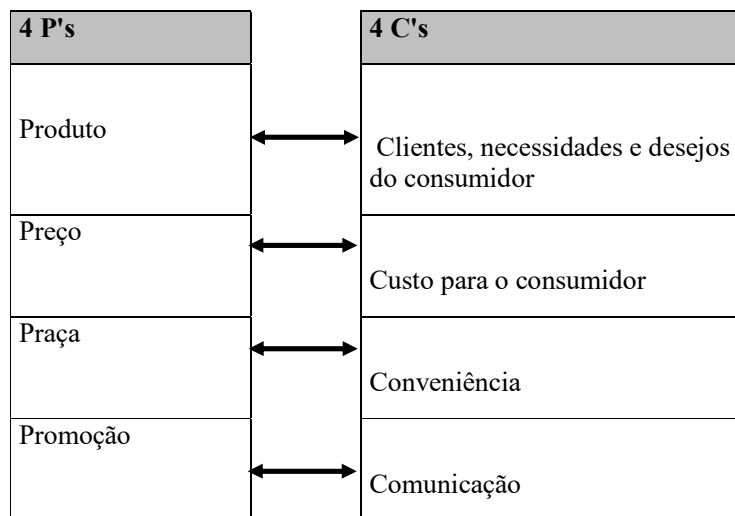 4 P's
4 C's
Produto
Clientes, necessidades e desejos
do consumidor
Preço
Custo para o consumidor
Praça
Conveniência
Promoção
Comunicação